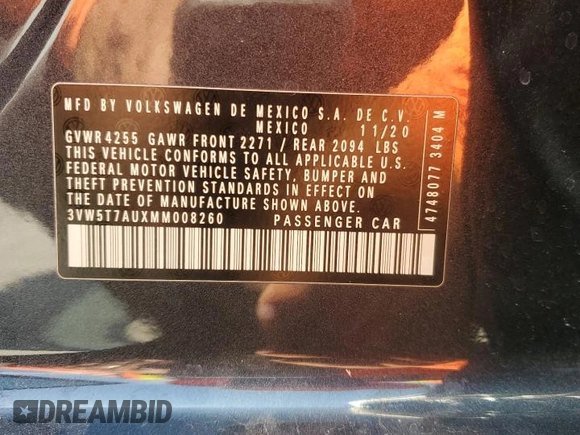 MFD BY VOLKSWAGEN DE MEXICO S.A. DE C.V.
MEXICO 11/20
GVWR 4255 GAWR FRONT 2271 / REAR 2094 LBS
THIS VEHICLE CONFORMS TO ALL APPLICABLE U.S.
FEDERAL MOTOR VEHICLE SAFETY, BUMPER AND
THEFT PREVENTION STANDARDS IN EFFECT ON
THE DATE OF MANUFACTURE SHOWN ABOVE.
3VW5T7AUXMM008260 PASSENGER CAR
4748077 3404 M
DREAMBID